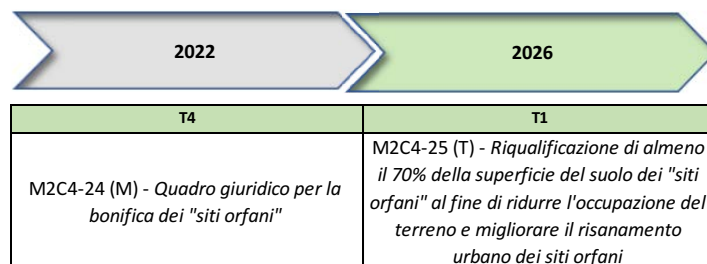 2022
2026
T4
T1
M2C4-24 (M) - Quadro giuridico per la
bonifica dei "siti orfani"
M2C4-25 (T) - Riqualificazione di almeno
il 70% della superficie del suolo dei "siti
orfani" al fine di ridurre l'occupazione del
terreno e migliorare il risanamento
urbano dei siti orfani